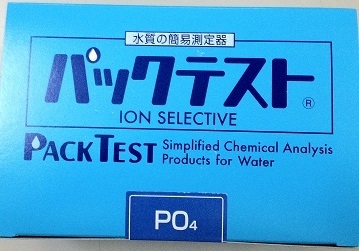 水質の簡易測定器
パックテスト®
ION SELECTIVE
PACKTEST Simplified Chemical Analysis
Products for Water
PO₄